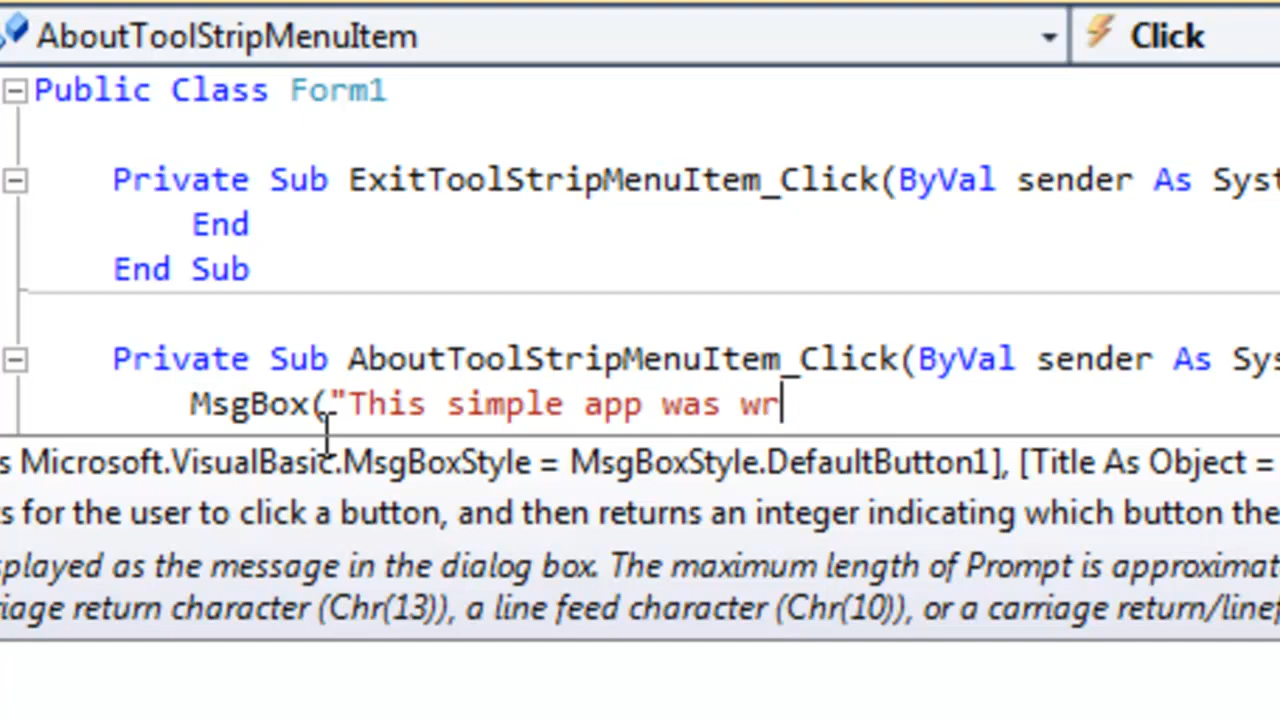 AboutToolStripMenuItem Click
Public Class Form1
Private Sub ExitToolStripMenuItem_Click(ByVal sender As Syst
End
End Sub
Private Sub AboutToolStripMenuItem_Click(ByVal sender As Sys
MsgBox("This simple app was wr
s Microsoft.VisualBasic.MsgBoxStyle = MsgBoxStyle.DefaultButton1], [Title As Object =
s for the user to click a button, and then returns an integer indicating which button the
splayed as the message in the dialog box. The maximum length of Prompt is approximat
riage return character (Chr(13)), a line feed character (Chr(10)), or a carriage return/linef